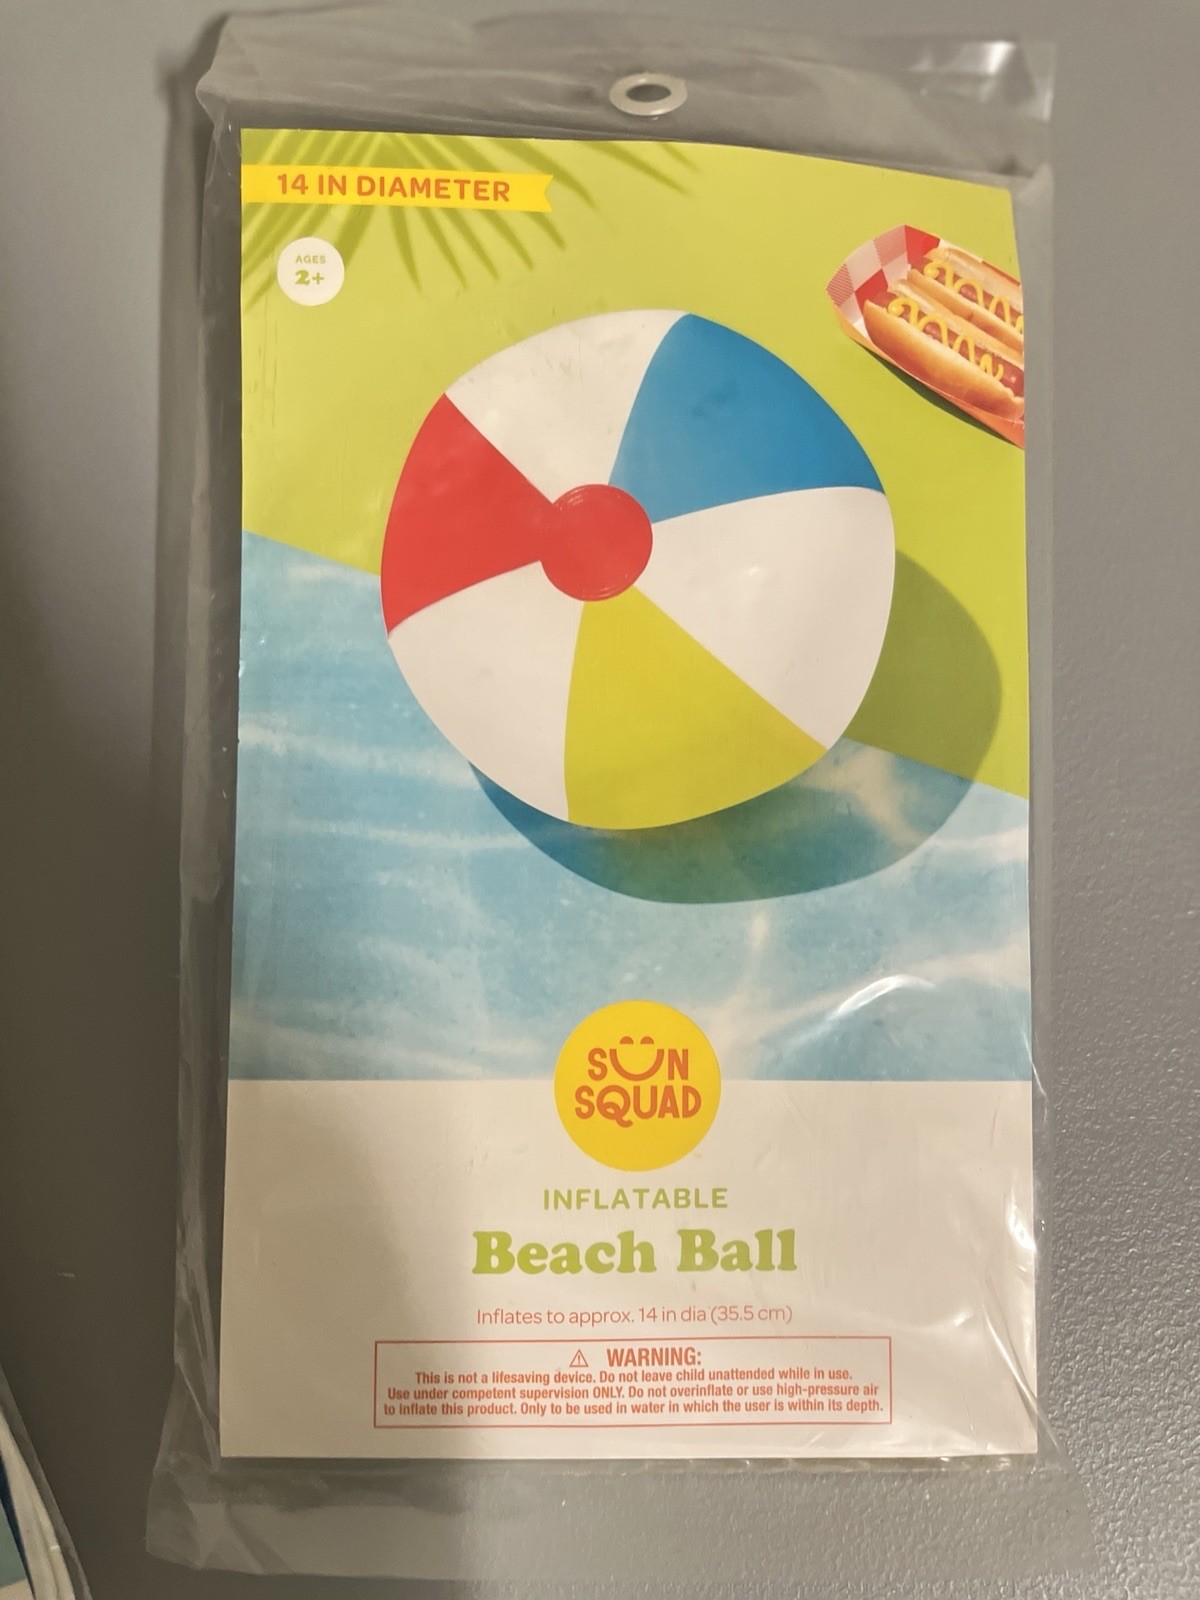 14 IN DIAMETER
AGES
2+
SUN
SQUAD
INFLATABLE
Beach Ball
Inflates to approx. 14 in dia (35.5 cm)
⚠ WARNING:
This is not a lifesaving device. Do not leave child unattended while in use.
Use under competent supervision ONLY. Do not overinflate or use high-pressure air
to inflate this product. Only to be used in water in which the user is within its depth.